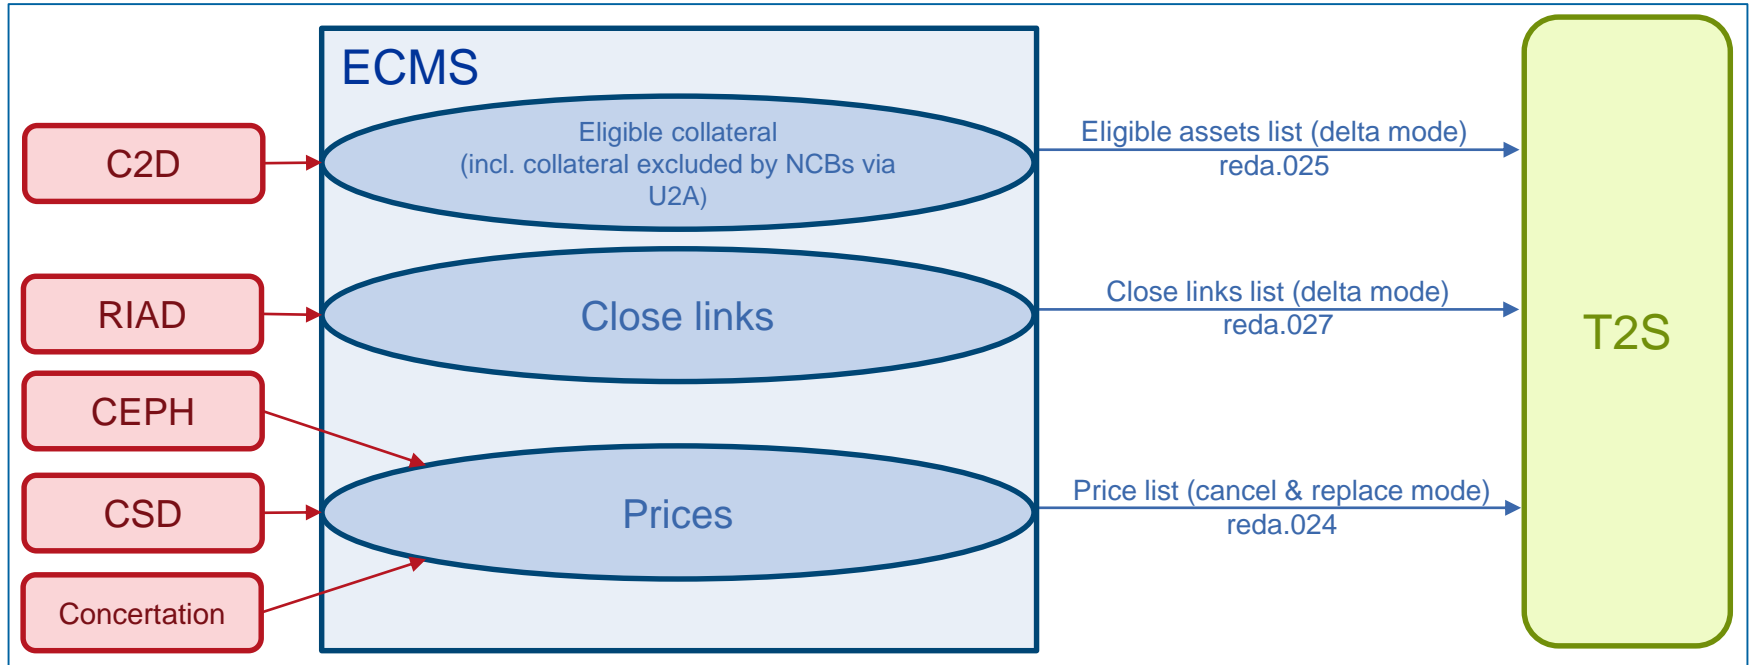 ECMS
C2D
Eligible collateral
(incl. collateral excluded by NCBs via
U2A)
Eligible assets list (delta mode)
reda.025
RIAD
Close links
Close links list (delta mode)
reda.027
T2S
CEPH
CSD
Prices
Price list (cancel & replace mode)
reda.024
Concertation